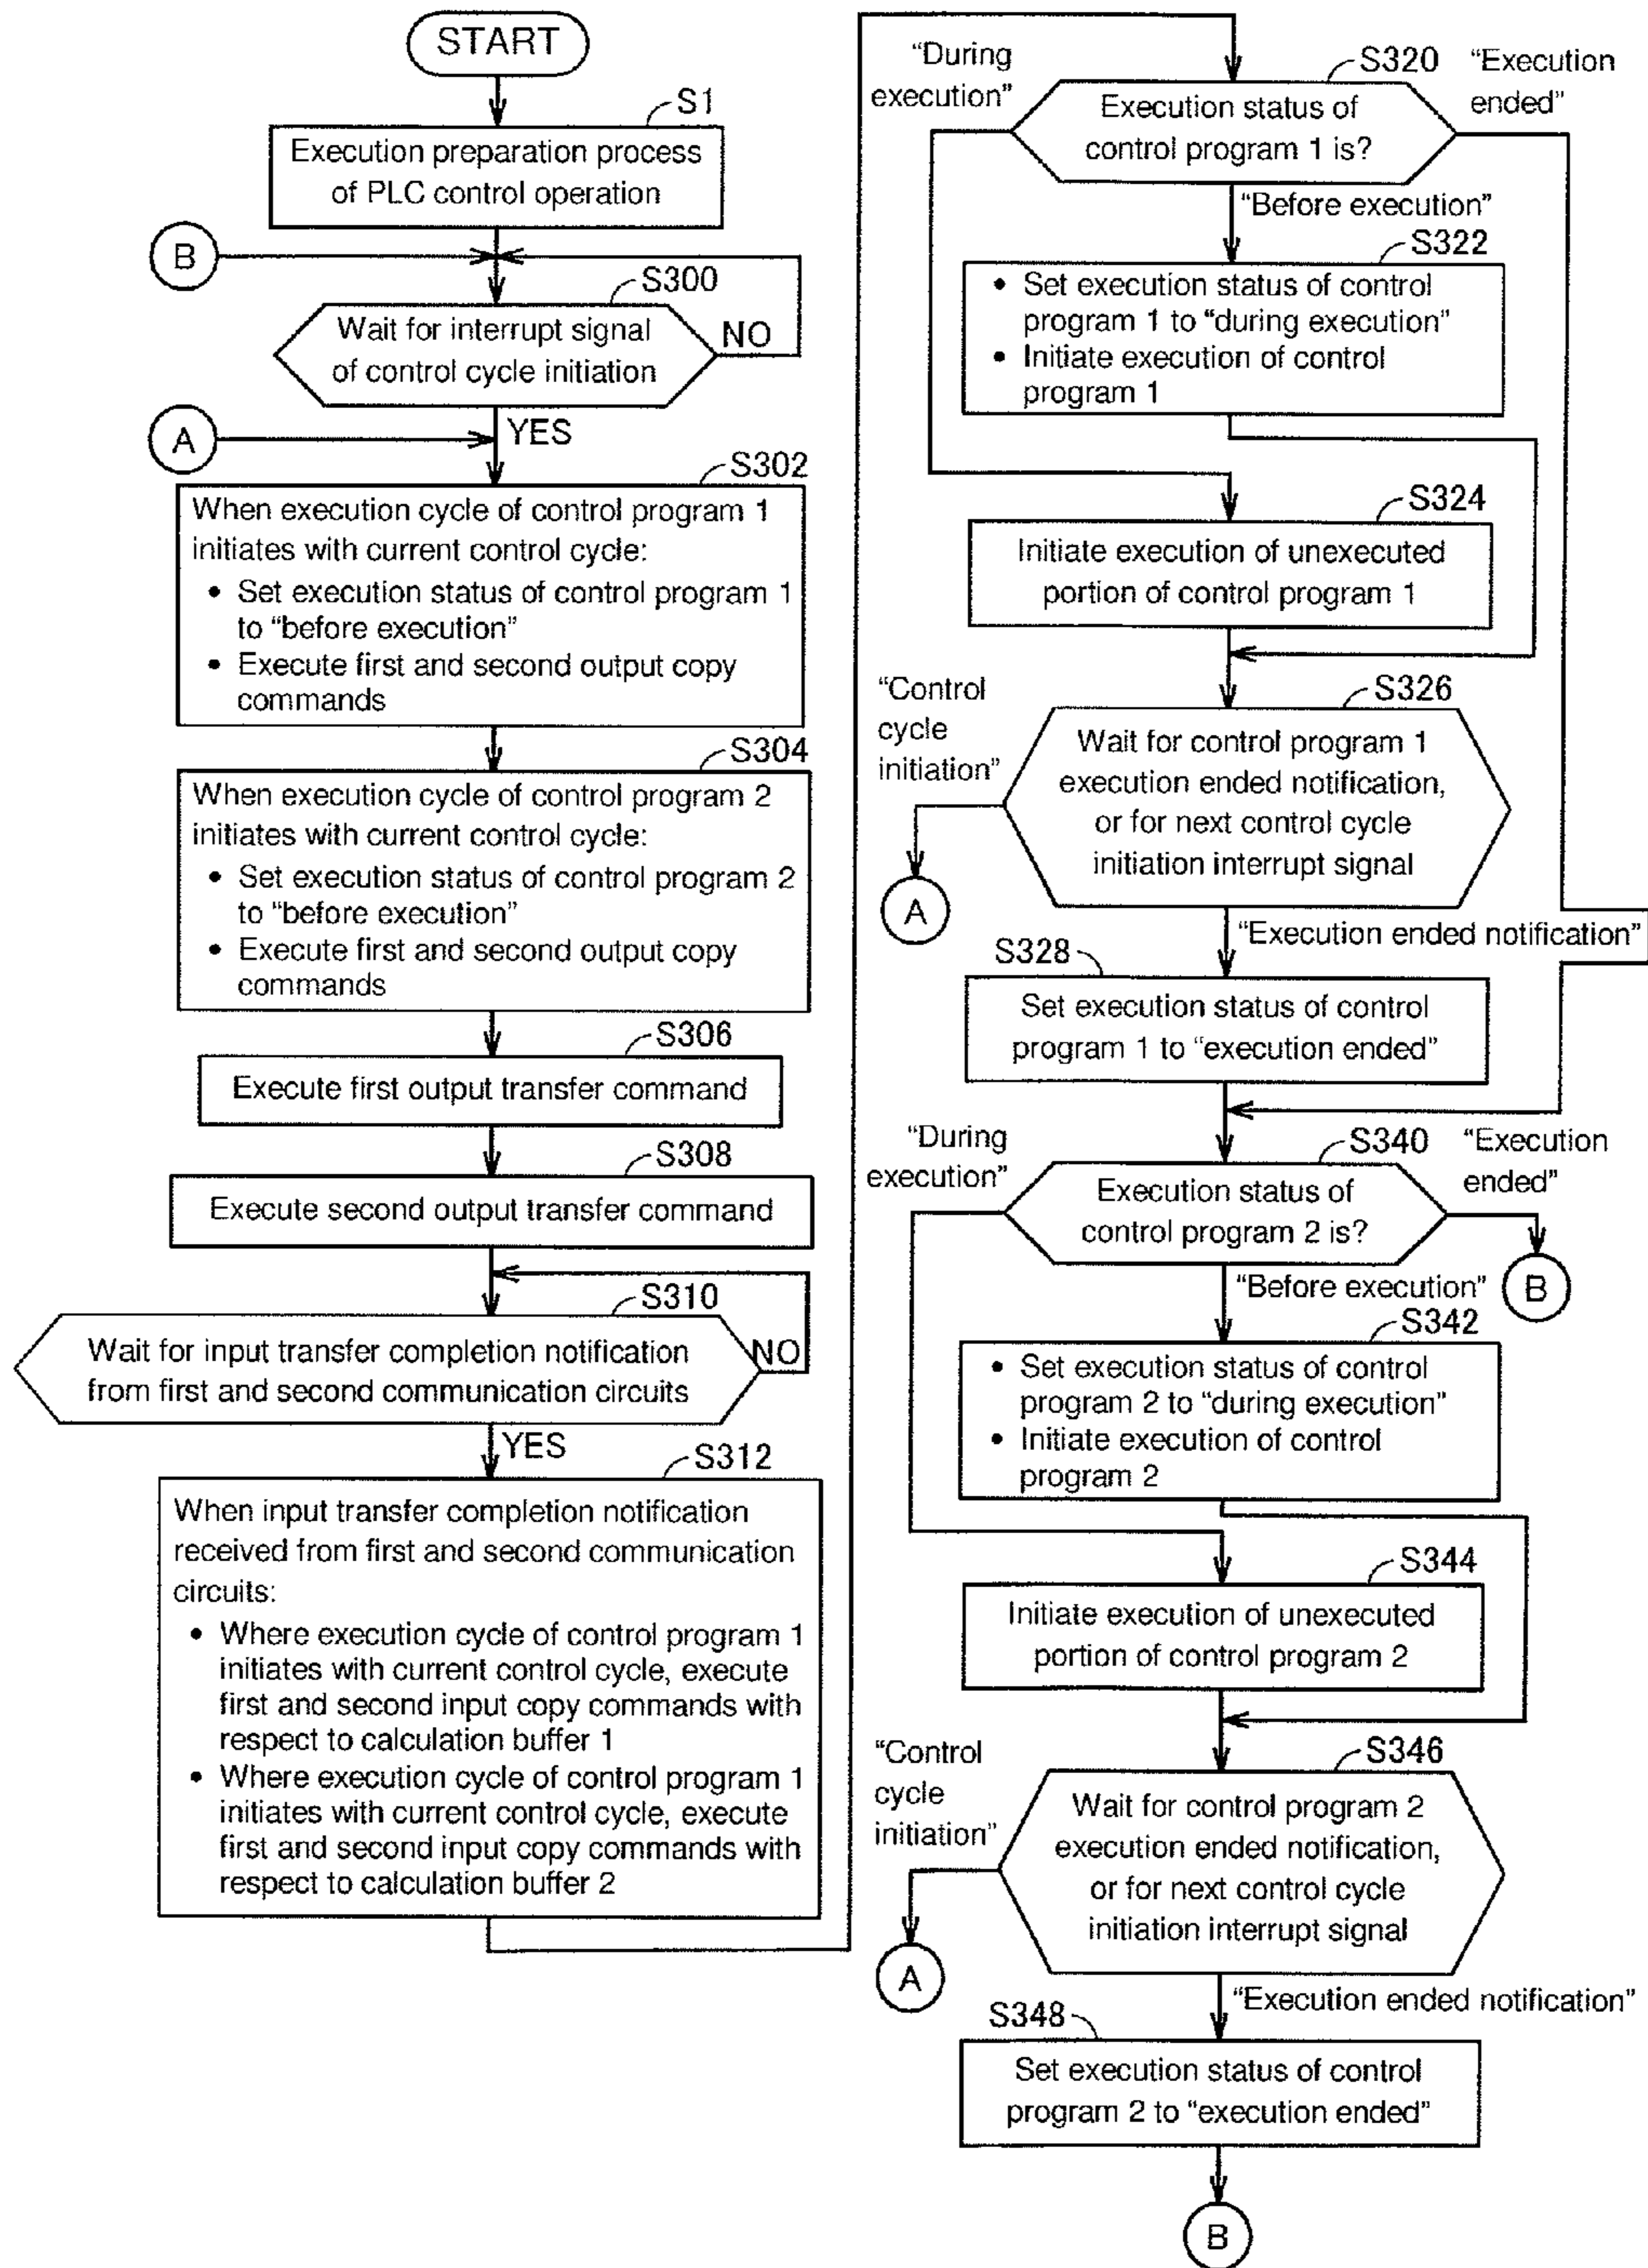 START
S1
Execution preparation process
of PLC control operation
B
S300
Wait for interrupt signal
of control cycle initiation
NO
YES
A
S302
When execution cycle of control program 1
initiates with current control cycle:
• Set execution status of control program 1
to “before execution”
• Execute first and second output copy
commands
S304
When execution cycle of control program 2
initiates with current control cycle:
• Set execution status of control program 2
to “before execution”
• Execute first and second output copy
commands
S306
Execute first output transfer command
S308
Execute second output transfer command
S310
Wait for input transfer completion notification
from first and second communication circuits
NO
YES
S312
When input transfer completion notification
received from first and second communication
circuits:
• Where execution cycle of control program 1
initiates with current control cycle, execute
first and second input copy commands with
respect to calculation buffer 1
• Where execution cycle of control program 1
initiates with current control cycle, execute
first and second input copy commands with
respect to calculation buffer 2
“During
execution”
S320
“Execution
ended”
Execution status of
control program 1 is?
“Before execution”
S322
• Set execution status of control
program 1 to “during execution”
• Initiate execution of control
program 1
S324
Initiate execution of unexecuted
portion of control program 1
“Control
cycle
initiation”
S326
Wait for control program 1
execution ended notification,
or for next control cycle
initiation interrupt signal
A
“Execution ended notification”
S328
Set execution status of control
program 1 to “execution ended”
“During
execution”
S340
“Execution
ended”
Execution status of
control program 2 is?
B
“Before execution”
S342
• Set execution status of control
program 2 to “during execution”
• Initiate execution of control
program 2
S344
Initiate execution of unexecuted
portion of control program 2
“Control
cycle
initiation”
S346
Wait for control program 2
execution ended notification,
or for next control cycle
initiation interrupt signal
A
“Execution ended notification”
S348
Set execution status of control
program 2 to “execution ended”
B